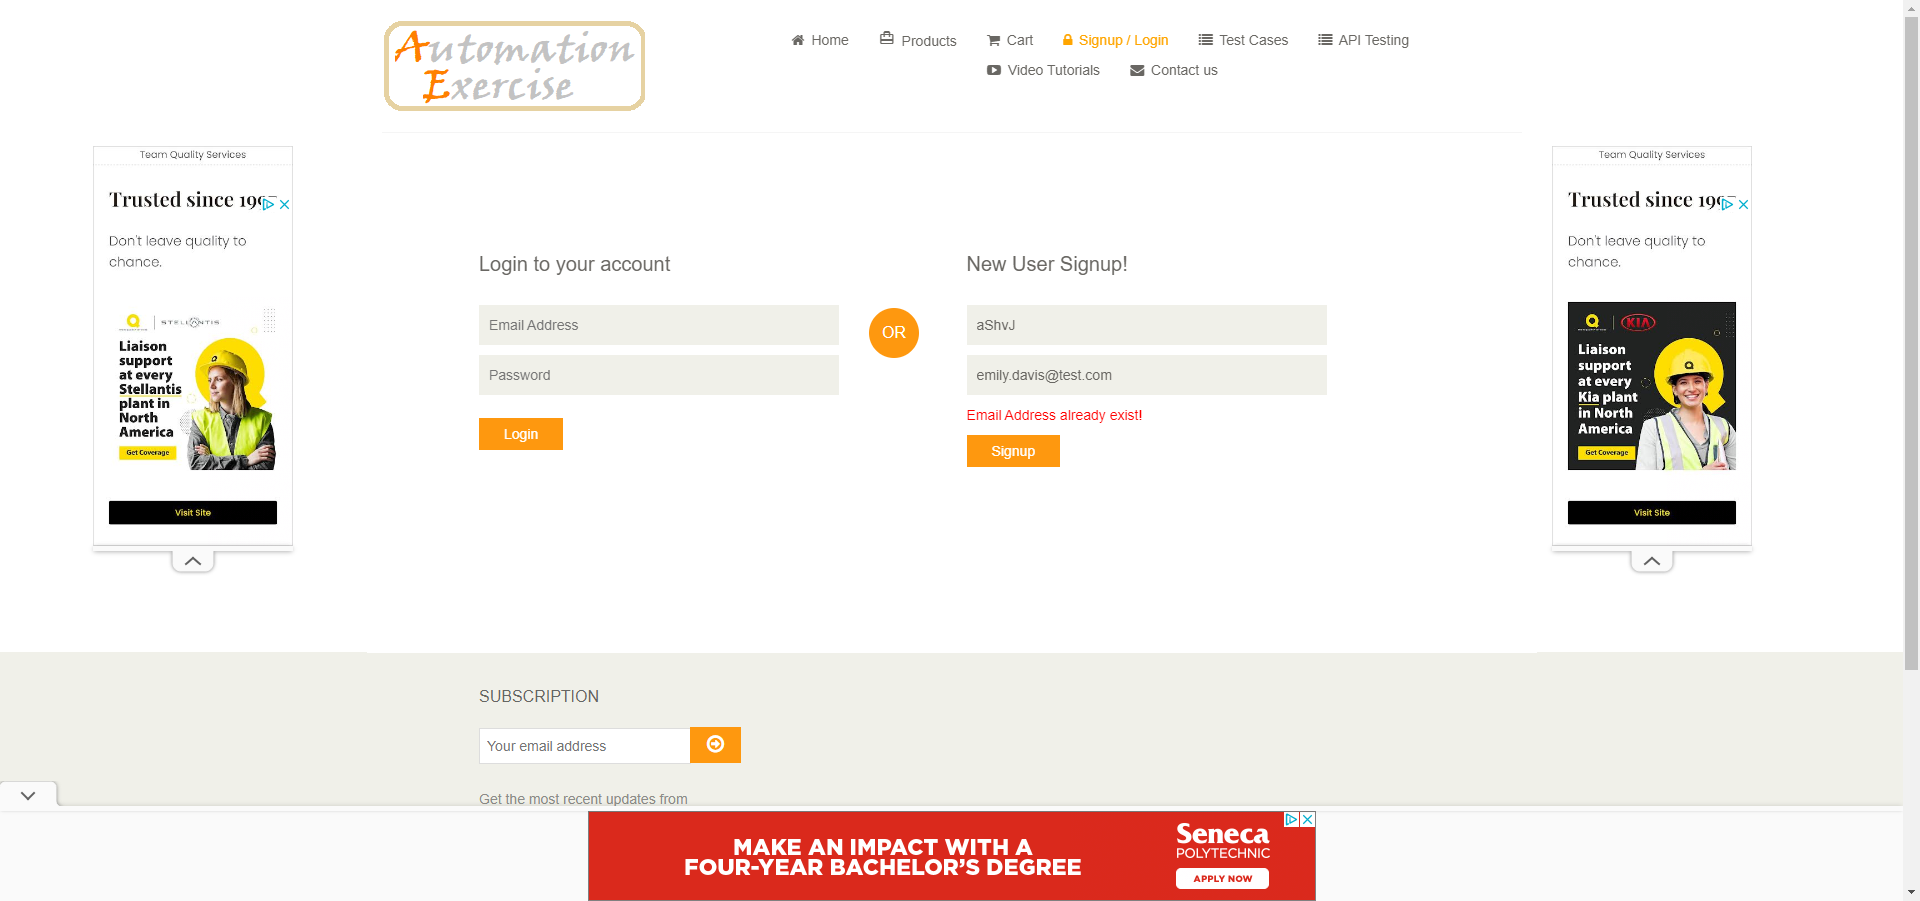 Automation
Exercise
Home
Products
Cart
Signup / Login
Test Cases
API Testing
Video Tutorials
Contact us
Team Quality Services
Trusted since
Don't leave quality to
chance.
STELLANTIS
Liaison
support
at every
Stellantis
plant in
North
America
Get Coverage
Visit Site
Login to your account
Email Address
Password
Login
OR
New User Signup!
aShvJ
emily.davis@test.com
Email Address already exist!
Signup
Team Quality Services
Trusted since
Don't leave quality to
chance.
KIA
Liaison
support
at every
Kia plant
in North
America
Get Coverage
Visit Site
SUBSCRIPTION
Your email address
Get the most recent updates from
MAKE AN IMPACT WITH A
FOUR-YEAR BACHELOR'S DEGREE
Seneca
POLYTECHNIC
APPLY NOW